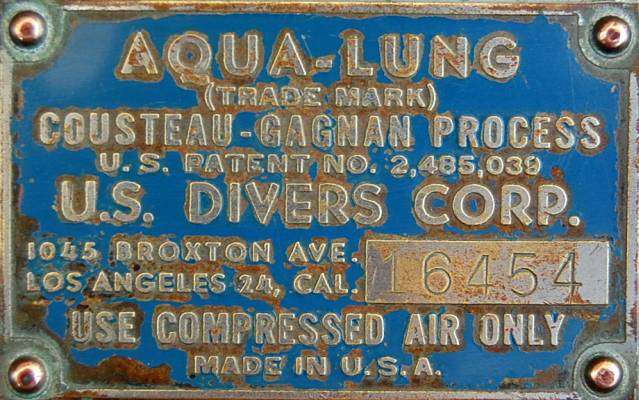 AQUA-LUNG
(TRADE MARK)
COUSTEAU-GAGNAN PROCESS
U.S. PATENT NO. 2,485,039
U.S. DIVERS CORP.
1045 BROXTON AVE.
LOS ANGELES 24, CAL.
16454
USE COMPRESSED AIR ONLY
MADE IN U.S.A.